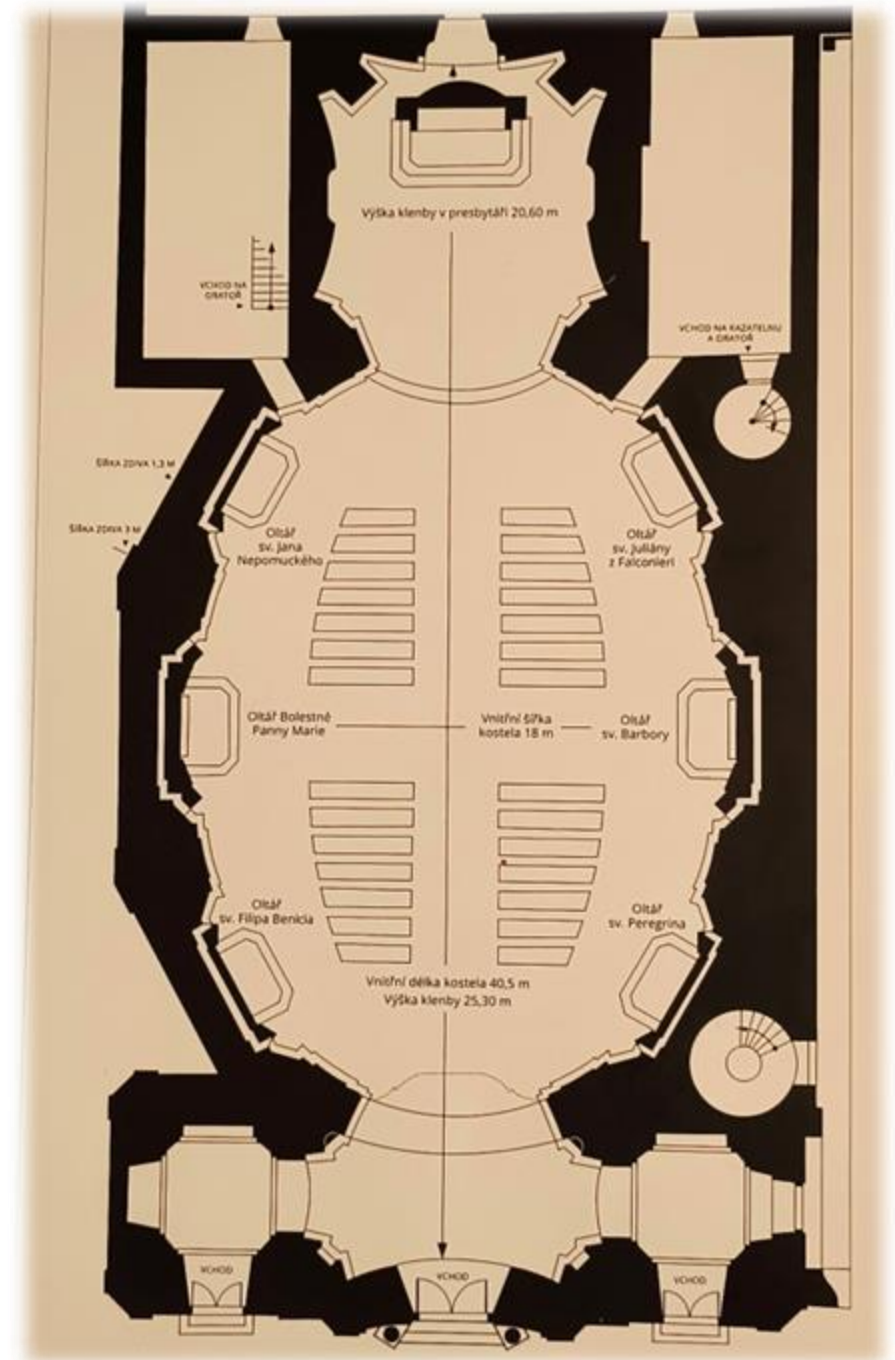 Výška klenby v presbytáři 20,60 m
VCHOD NA
ORATOŘ
VCHOD NA KAZATELNU
A ORATOŘ
ŠÍŘKA ZDIVA 1,3 M
ŠÍŘKA ZDIVA 3 M
Oltář
sv. Jana
Nepomuckého
Oltář
sv. Juliány
z Falconieri
Oltář Bolestné
Panny Marie
Vnitřní šířka
kostela 18 m
Oltář
sv. Barbory
Oltář
sv. Filipa Benicia
Oltář
sv. Peregrina
Vnitřní délka kostela 40,5 m
Výška klenby 25,30 m
VCHOD
VCHOD
VCHOD